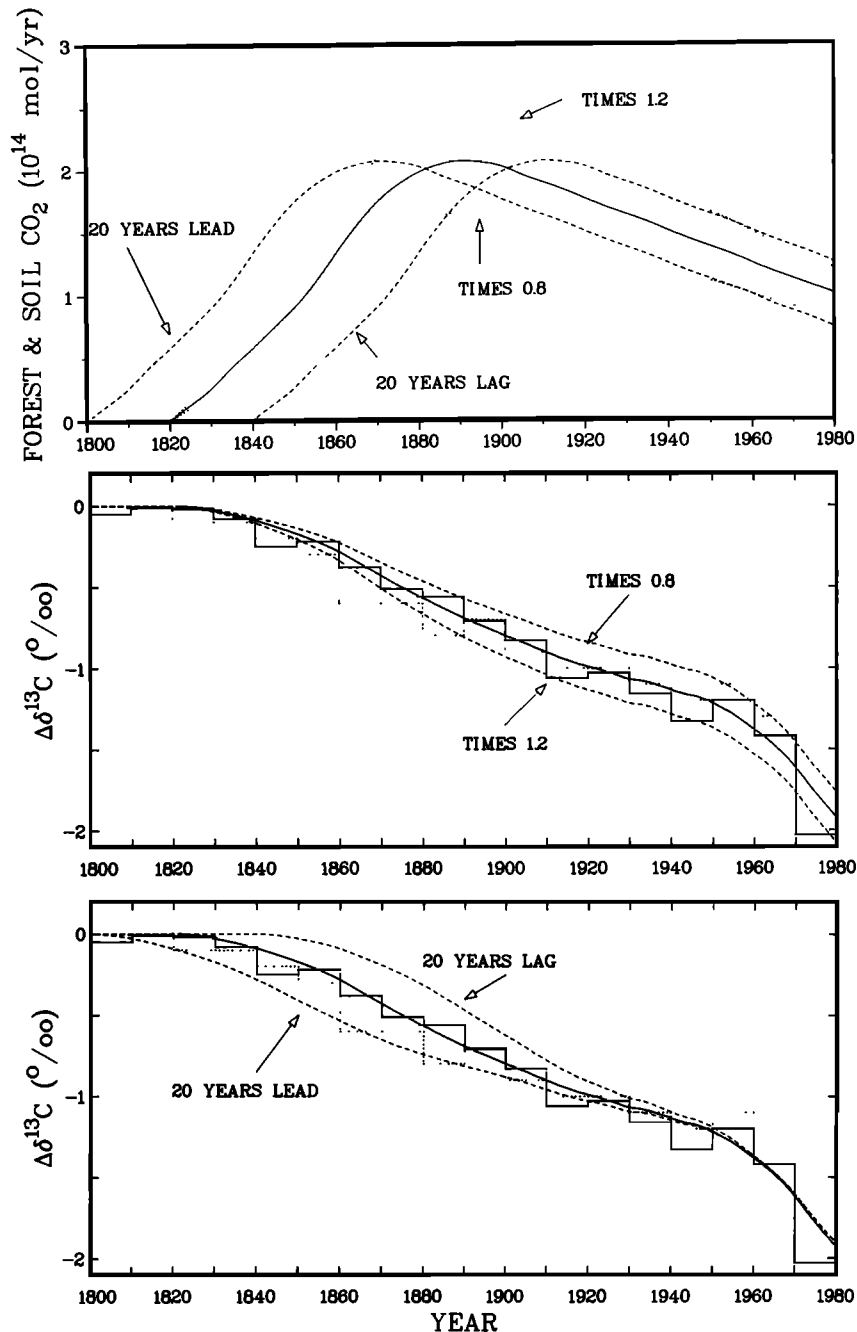 FOREST & SOIL CO2 (10^14 mol/yr)
3
2
1
0
TIMES 1.2
20 YEARS LEAD
TIMES 0.8
20 YEARS LAG
1800 1820 1840 1860 1880 1900 1920 1940 1960 1980
Δδ13C (°/oo)
0
-1
-2
TIMES 0.8
TIMES 1.2
1800 1820 1840 1860 1880 1900 1920 1940 1960 1980
Δδ13C (°/oo)
0
-1
-2
20 YEARS LAG
20 YEARS LEAD
1800 1820 1840 1860 1880 1900 1920 1940 1960 1980
YEAR